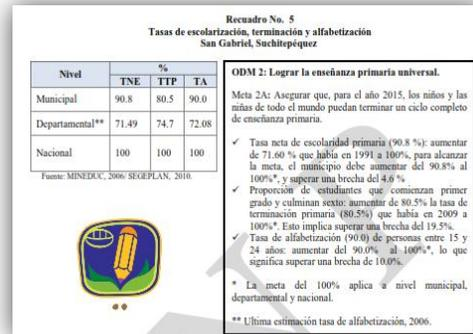 Recuadro No. 5
Tasas de escolarización, terminación y alfabetización
San Gabriel, Suchitepéquez
Nivel % 
TNE TTP TA
Municipal 90.8 80.5 90.0
Departamental** 71.49 74.7 72.08
Nacional 100 100 100
Fuente: MINEDUC, 2006/ SEGEPLAN, 2010.
ODM 2: Lograr la enseñanza primaria universal.
Meta 2A: Asegurar que, para el año 2015, los niños y las
niñas de todo el mundo puedan terminar un ciclo completo
de enseñanza primaria.
✓ Tasa neta de escolaridad primaria (90.8 %): aumentar
de 71.60 % que había en 1991 a 100%, para alcanzar
la meta, el municipio debe aumentar del 90.8% al
100%*, y superar una brecha del 4.6 %
✓ Proporción de estudiantes que comienzan primer
grado y culminan sexto: aumentar de 80.5% la tasa de
terminación primaria (80.5%) que había en 2009 a
100%*. Esto implica superar una brecha del 19.5%.
✓ Tasa de alfabetización (90.0) de personas entre 15 y
24 años: aumentar del 90.0% al 100%*, lo que
significa superar una brecha de 10.0%.
* La meta del 100% aplica a nivel municipal,
departamental y nacional.
** Ultima estimación tasa de alfabetización, 2006.